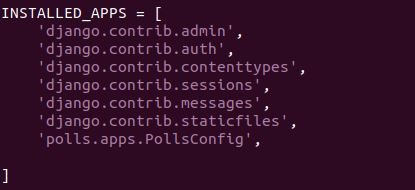 INSTALLED_APPS = [
    'django.contrib.admin',
    'django.contrib.auth',
    'django.contrib.contenttypes',
    'django.contrib.sessions',
    'django.contrib.messages',
    'django.contrib.staticfiles',
    'polls.apps.PollsConfig',
]